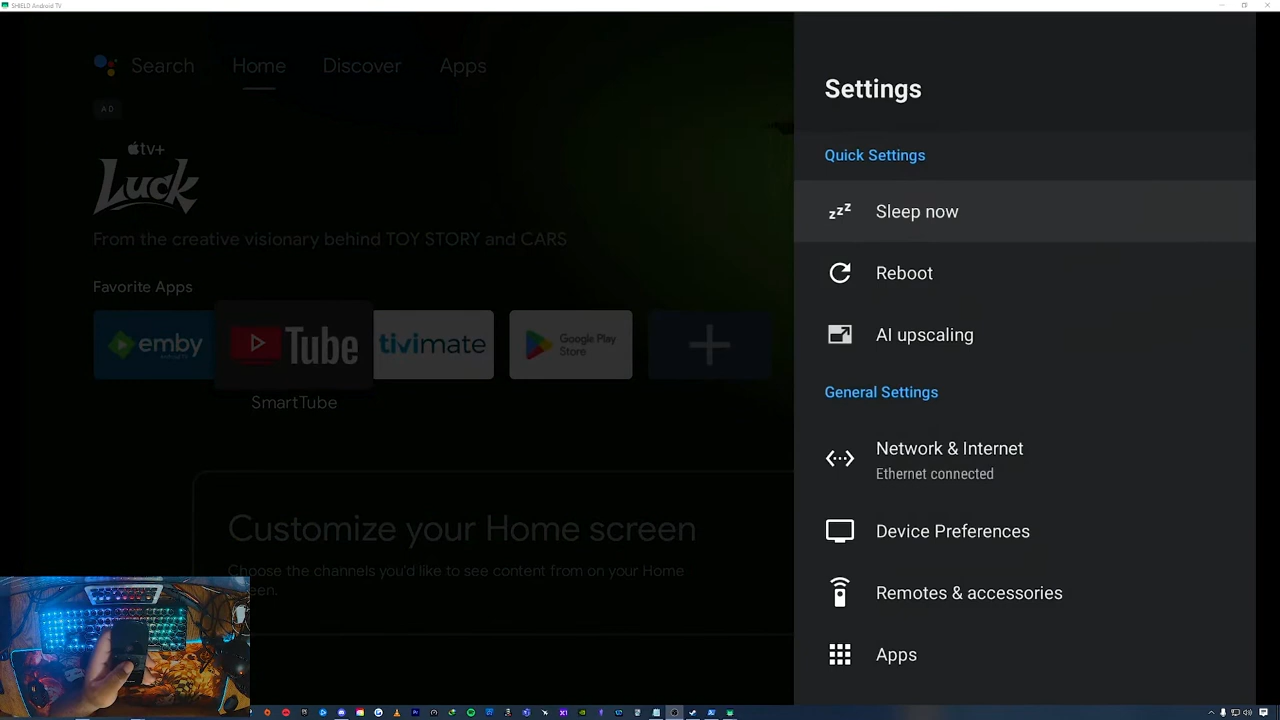 SHIELD Android TV
Search Home Discover Apps
AD
tv+
Luck
From the creative visionary behind TOY STORY and CARS
Favorite Apps
emby
Tube
tivimate
Google Play
Store
SmartTube
Customize your Home screen
Choose the channels you'd like to see content from on your Home
een.
Settings
Quick Settings
zzz Sleep now
Reboot
AI upscaling
General Settings
Network & Internet
Ethernet connected
Device Preferences
Remotes & accessories
Apps